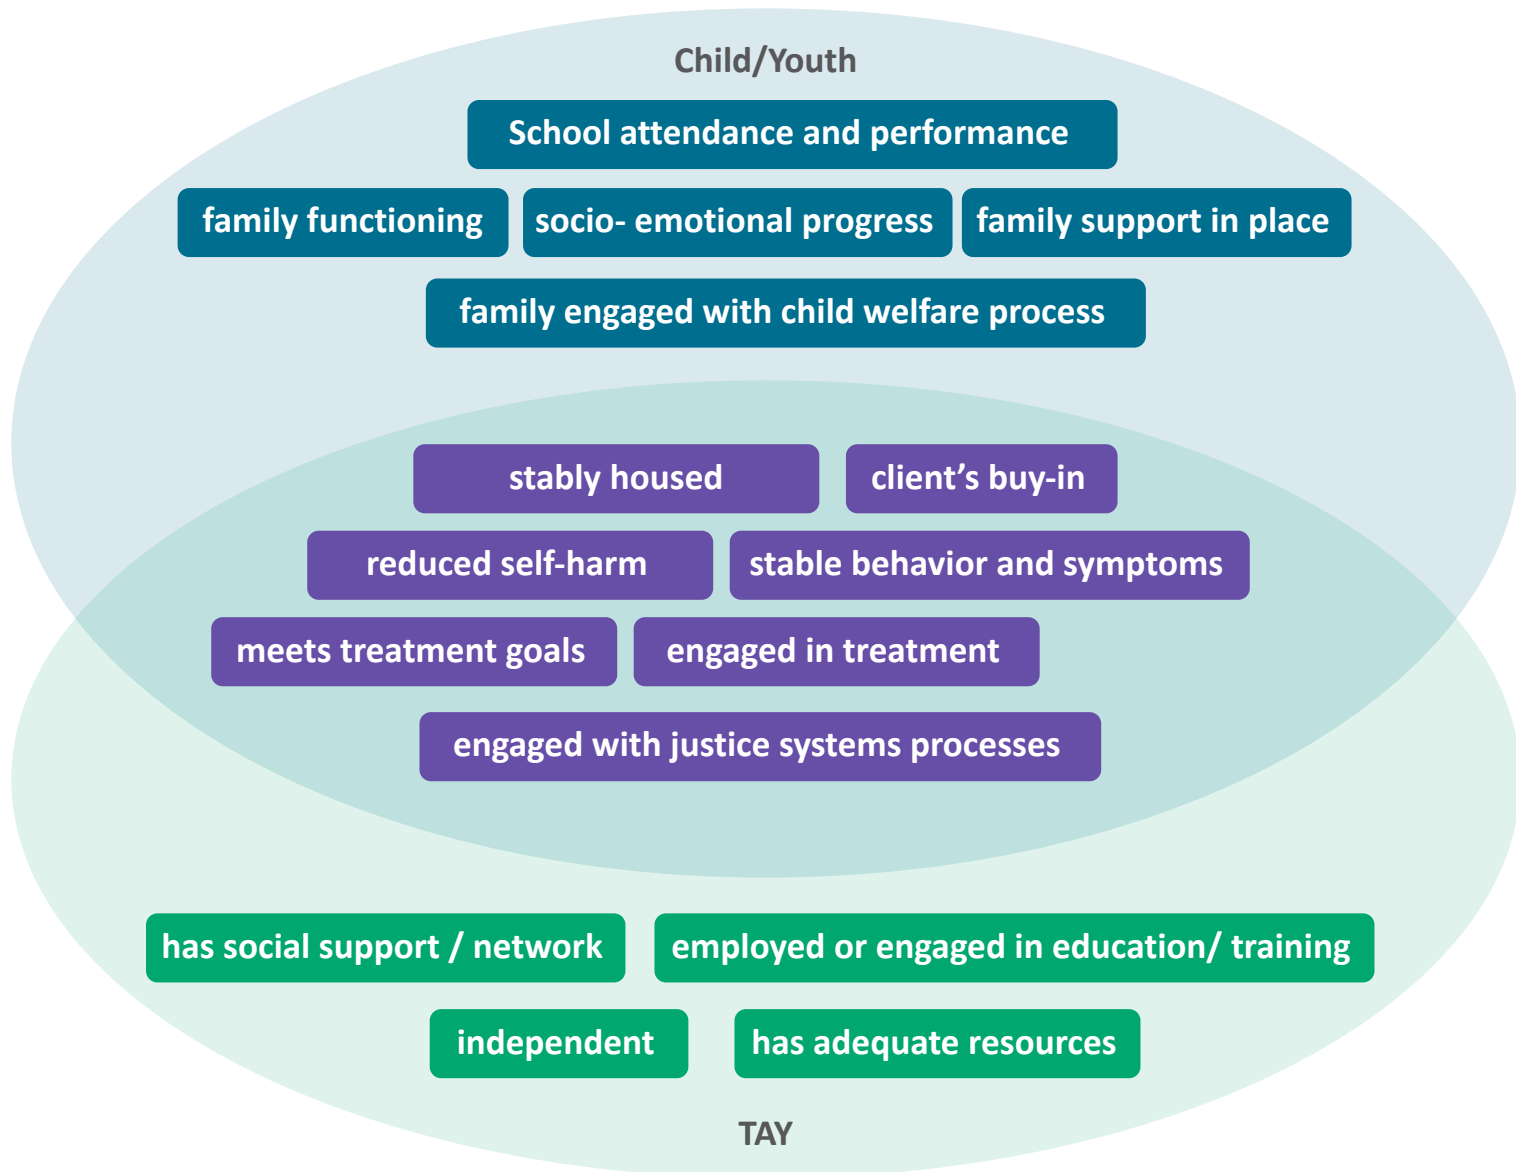 Child/Youth
School attendance and performance
family functioning
socio- emotional progress
family support in place
family engaged with child welfare process
stably housed
client’s buy-in
reduced self-harm
stable behavior and symptoms
meets treatment goals
engaged in treatment
engaged with justice systems processes
has social support / network
employed or engaged in education/ training
independent
has adequate resources
TAY